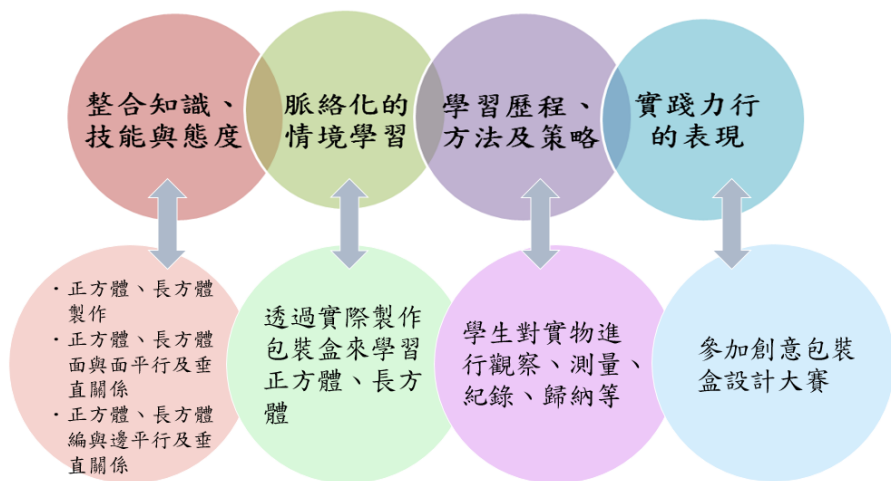 整合知識、
技能與態度
脈絡化的
情境學習
學習歷程、
方法及策略
實踐力行
的表現
・正方體、長方體
製作
・正方體、長方體
面與面平行及垂
直關係
・正方體、長方體
編與邊平行及垂
直關係
透過實際製作
包裝盒來學習
正方體、長方
體
學生對實物進
行觀察、測量、
紀錄、歸納等
參加創意包裝
盒設計大賽